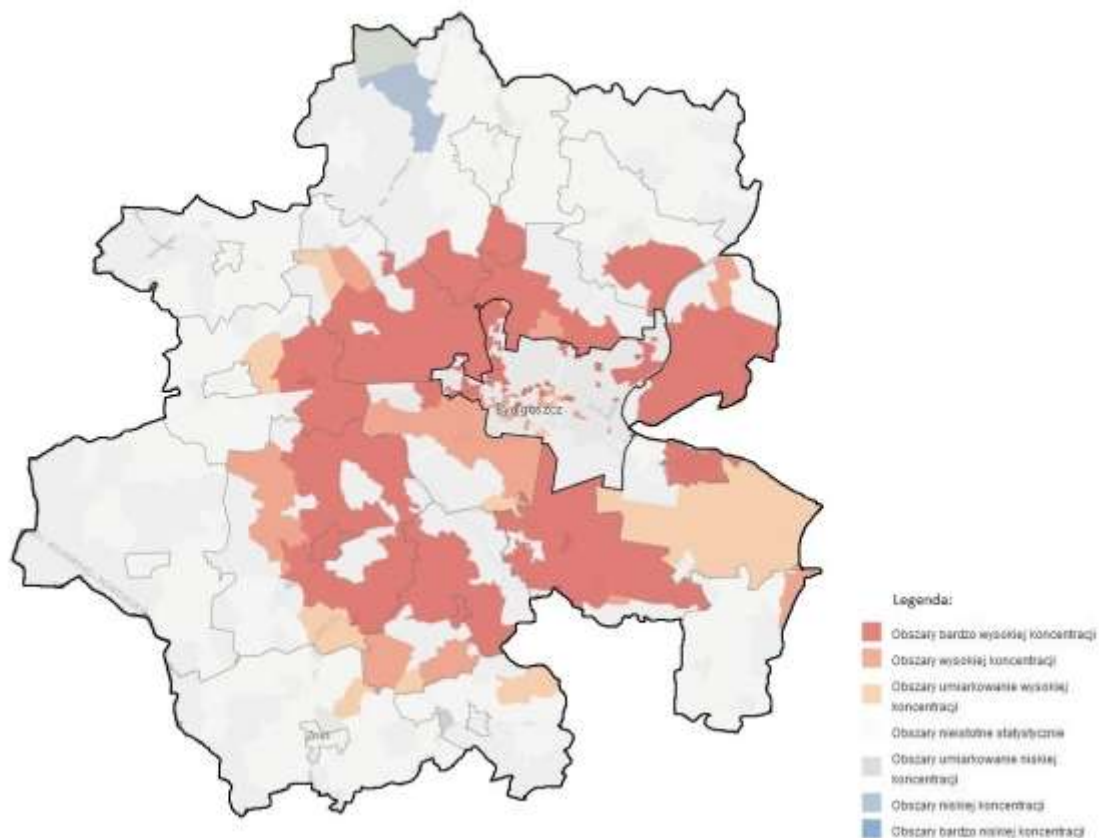 Bydgoszcz
Żnin
Legenda:
Obszary bardzo wysokiej koncentracji
Obszary wysokiej koncentracji
Obszary umiarkowanie wysokiej
koncentracji
Obszary nieistotne statystycznie
Obszary umiarkowanie niskiej
koncentracji
Obszary niskiej koncentracji
Obszary bardzo niskiej koncentracji